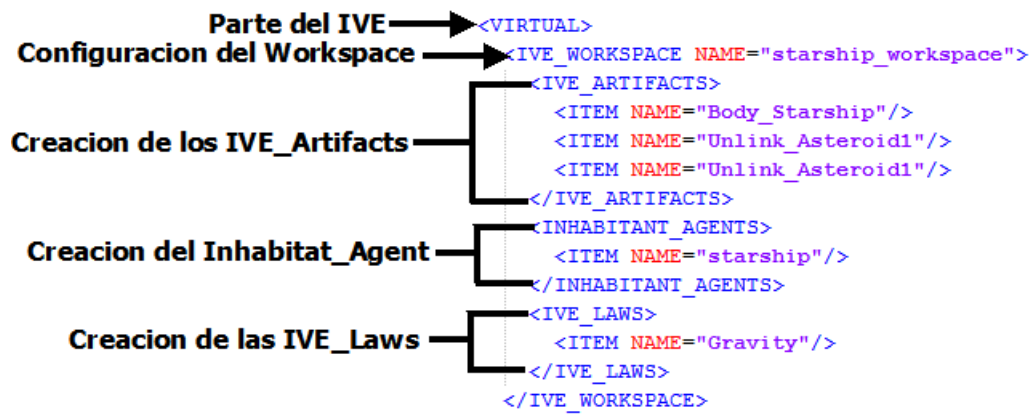 Parte del IVE <VIRTUAL>
Configuracion del Workspace <IVE_WORKSPACE NAME="starship_workspace">
<IVE_ARTIFACTS>
<ITEM NAME="Body_Starship"/>
Creacion de los IVE_Artifacts <ITEM NAME="Unlink_Asteroid1"/>
<ITEM NAME="Unlink_Asteroid1"/>
</IVE_ARTIFACTS>
<INHABITANT_AGENTS>
Creacion del Inhabitat_Agent <ITEM NAME="starship"/>
</INHABITANT_AGENTS>
<IVE_LAWS>
Creacion de las IVE_Laws <ITEM NAME="Gravity"/>
</IVE_LAWS>
</IVE_WORKSPACE>